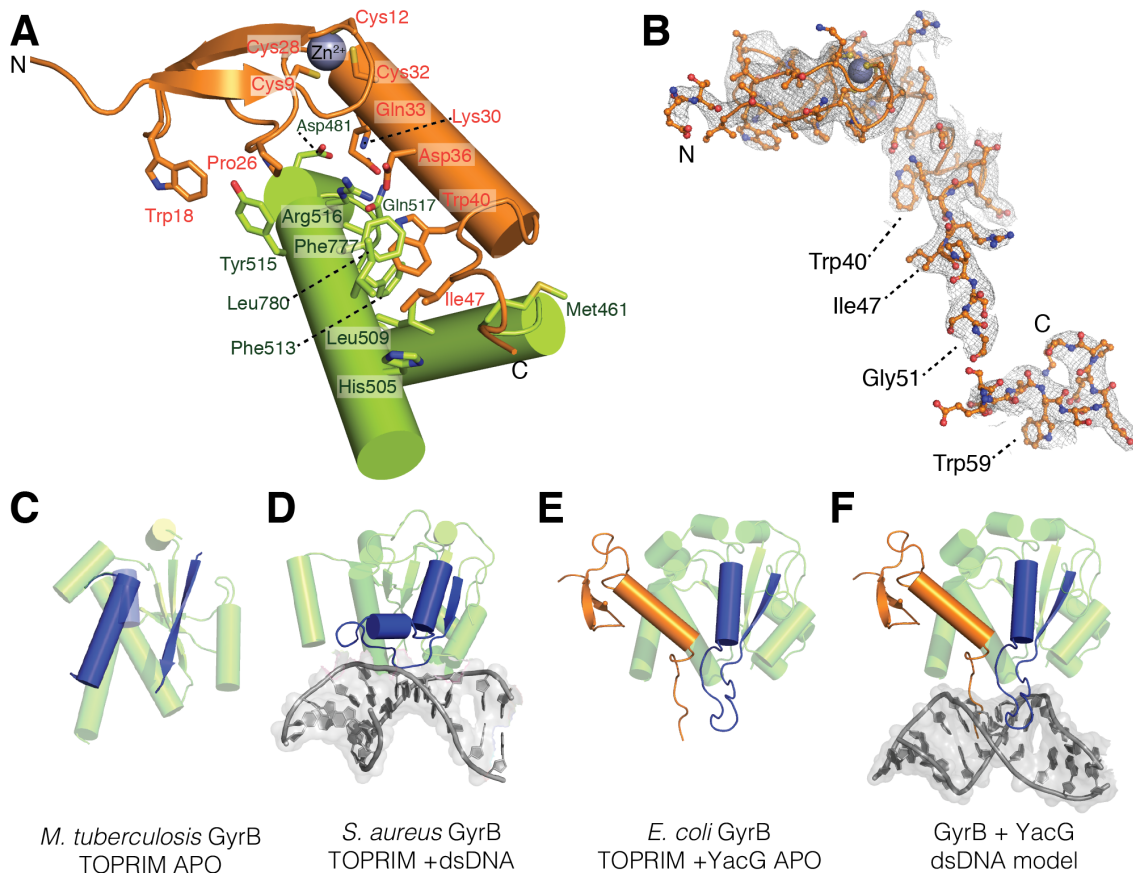 A
N
Cys12
Cys28
Zn2+
Cys9
Cys32
Gln33
Lys30
Asp481
Asp36
Pro26
Trp18
Gln517
Trp40
Arg516
Phe777
Tyr515
Leu780
Ile47
Met461
Phe513
Leu509
C
His505
B
N
Trp40
Ile47
C
Gly51
Trp59
C
M. tuberculosis GyrB
TOPRIM APO
D
S. aureus GyrB
TOPRIM +dsDNA
E
E. coli GyrB
TOPRIM +YacG APO
F
GyrB + YacG
dsDNA model